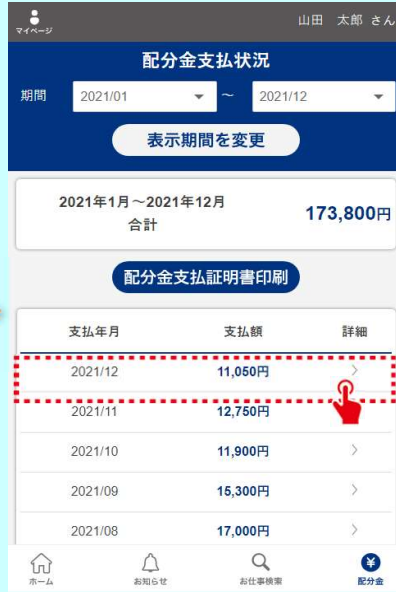 マイページ
山田 太郎 さん
配分金支払状況
期間 2021/01 ～ 2021/12
表示期間を変更
2021年1月～2021年12月
合計
173,800円
配分金支払証明書印刷
支払年月 支払額 詳細
2021/12 11,050円
2021/11 12,750円
2021/10 11,900円
2021/09 15,300円
2021/08 17,000円
ホーム お知らせ お仕事検索 配分金